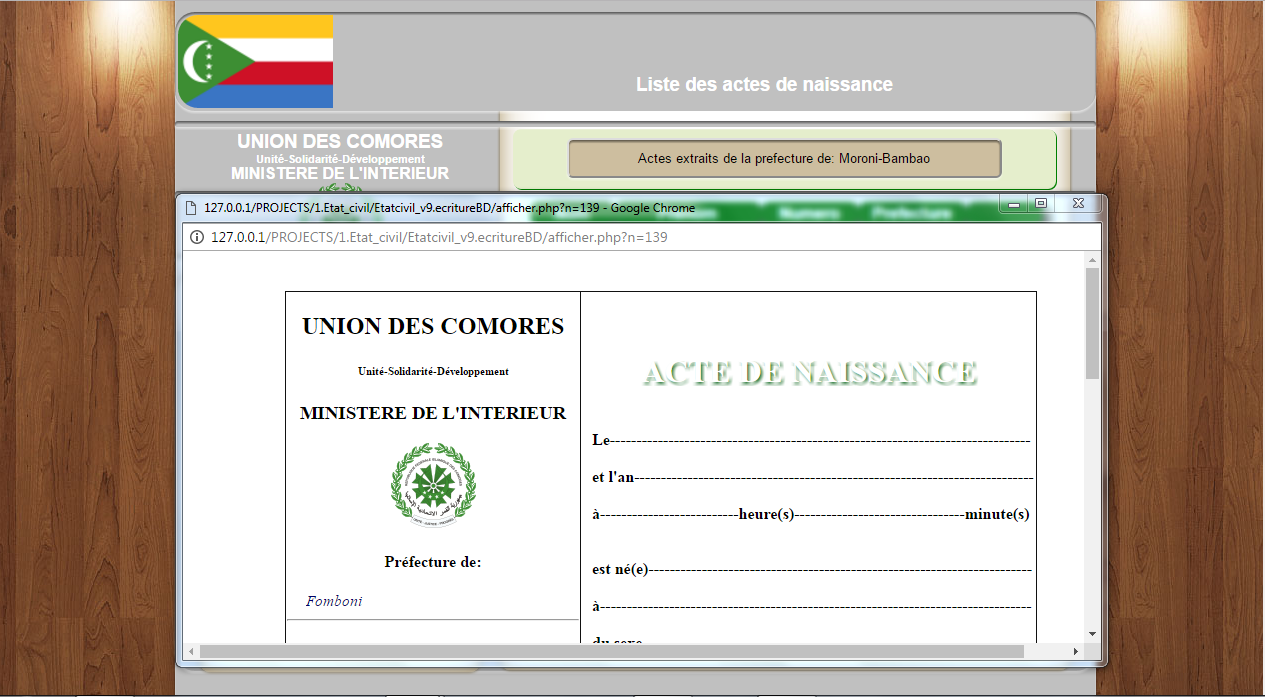 Liste des actes de naissance
UNION DES COMORES
Unité-Solidarité-Développement
MINISTERE DE L'INTERIEUR
Actes extraits de la prefecture de: Moroni-Bambao
127.0.0.1/PROJECTS/1.Etat_civil/Etatcivil_v9.ecritureBD/afficher.php?n=139 - Google Chrome
Numero Prefecture
127.0.0.1/PROJECTS/1.Etat_civil/Etatcivil_v9.ecritureBD/afficher.php?n=139
UNION DES COMORES
Unité-Solidarité-Développement
MINISTERE DE L'INTERIEUR
Préfecture de:
Fomboni
ACTE DE NAISSANCE
Le-------------------------------------------------------------------------------
et l'an---------------------------------------------------------------------------
à--------------------------heure(s)--------------------------------minute(s)
est né(e)------------------------------------------------------------------------
à---------------------------------------------------------------------------------
du sexe